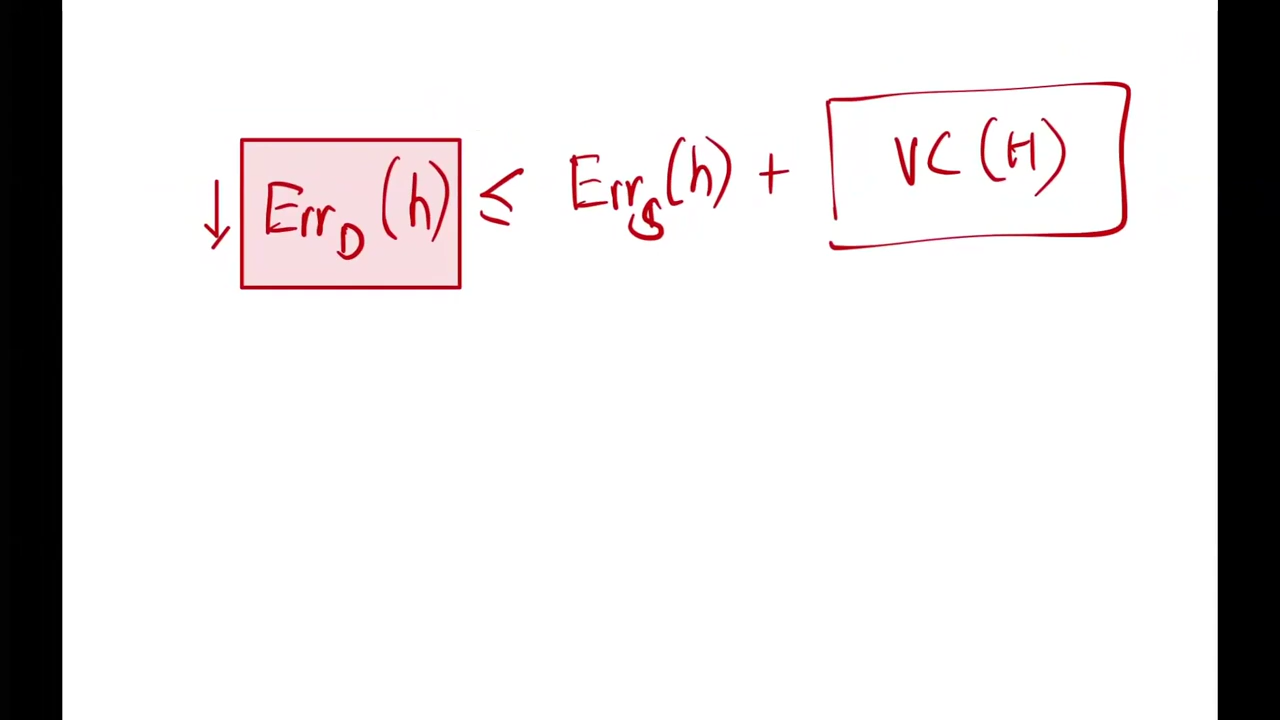 ↓ Err_D (h) ≤ Err_S (h) + VC (H)